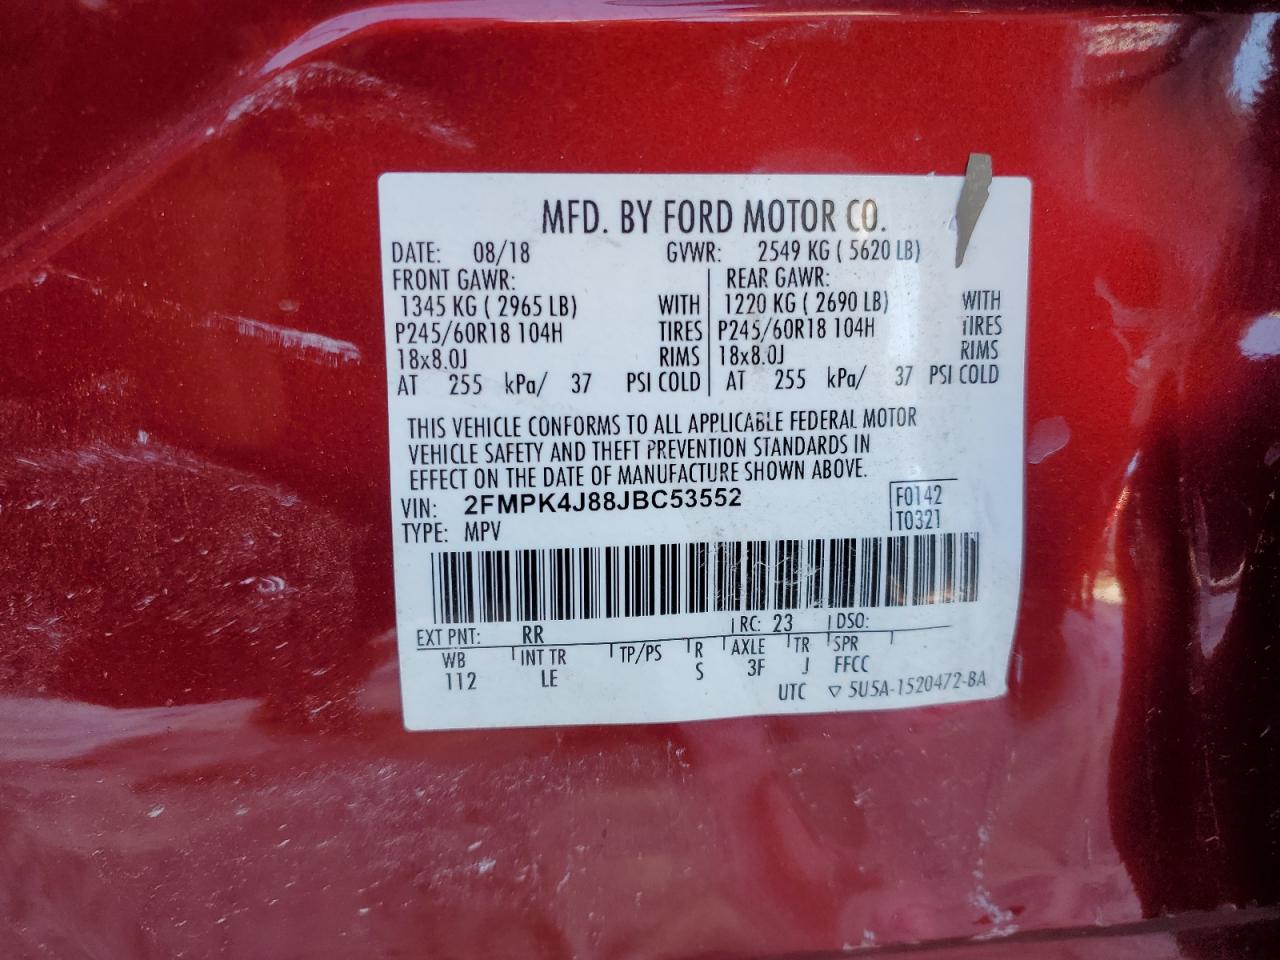 MFD. BY FORD MOTOR CO.
DATE: 08/18 GVWR: 2549 KG ( 5620 LB)
FRONT GAWR: REAR GAWR:
1345 KG ( 2965 LB) WITH 1220 KG ( 2690 LB) WITH
P245/60R18 104H TIRES P245/60R18 104H TIRES
18x8.0J RIMS 18x8.0J RIMS
AT 255 kPa/ 37 PSI COLD AT 255 kPa/ 37 PSI COLD
THIS VEHICLE CONFORMS TO ALL APPLICABLE FEDERAL MOTOR
VEHICLE SAFETY AND THEFT PREVENTION STANDARDS IN
EFFECT ON THE DATE OF MANUFACTURE SHOWN ABOVE.
VIN: 2FMPK4J88JBC53552 F0142
TYPE: MPV T0321
EXT PNT: RR RC: 23 DSO:
WB INT TR TP/PS R AXLE TR SPR
112 LE S 3F J FFCC
UTC ▽ 5U5A-1520472-BA